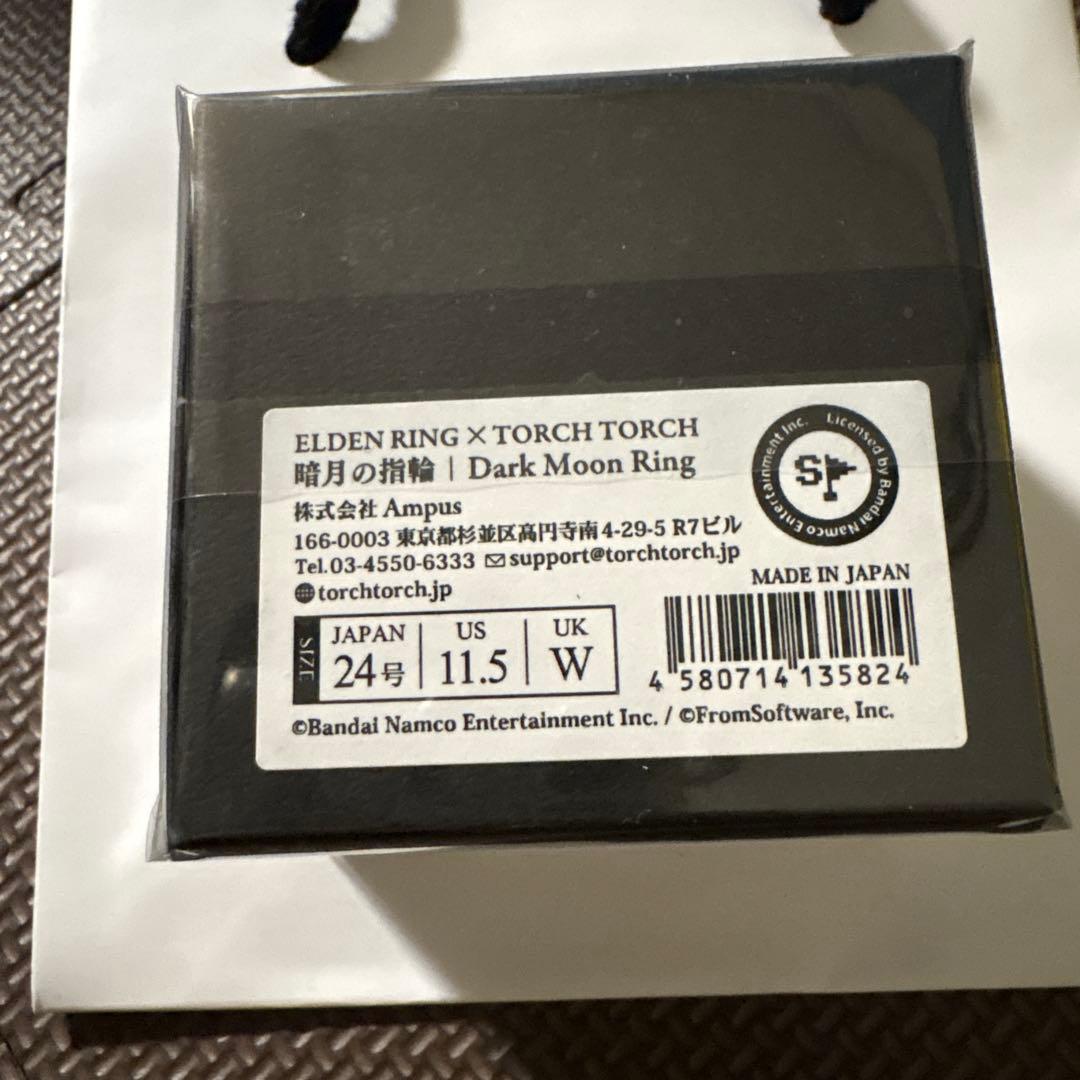 ELDEN RING × TORCH TORCH
暗月の指輪 | Dark Moon Ring
株式会社 Ampus
166-0003 東京都杉並区高円寺南4-29-5 R7ビル
Tel.03-4550-6333 support@torchtorch.jp
torchtorch.jp
Licensed by Bandai Namco Entertainment Inc.
MADE IN JAPAN
SIZE
JAPAN 24号 | US 11.5 | UK W
4 580714 135824
©Bandai Namco Entertainment Inc. / ©FromSoftware, Inc.